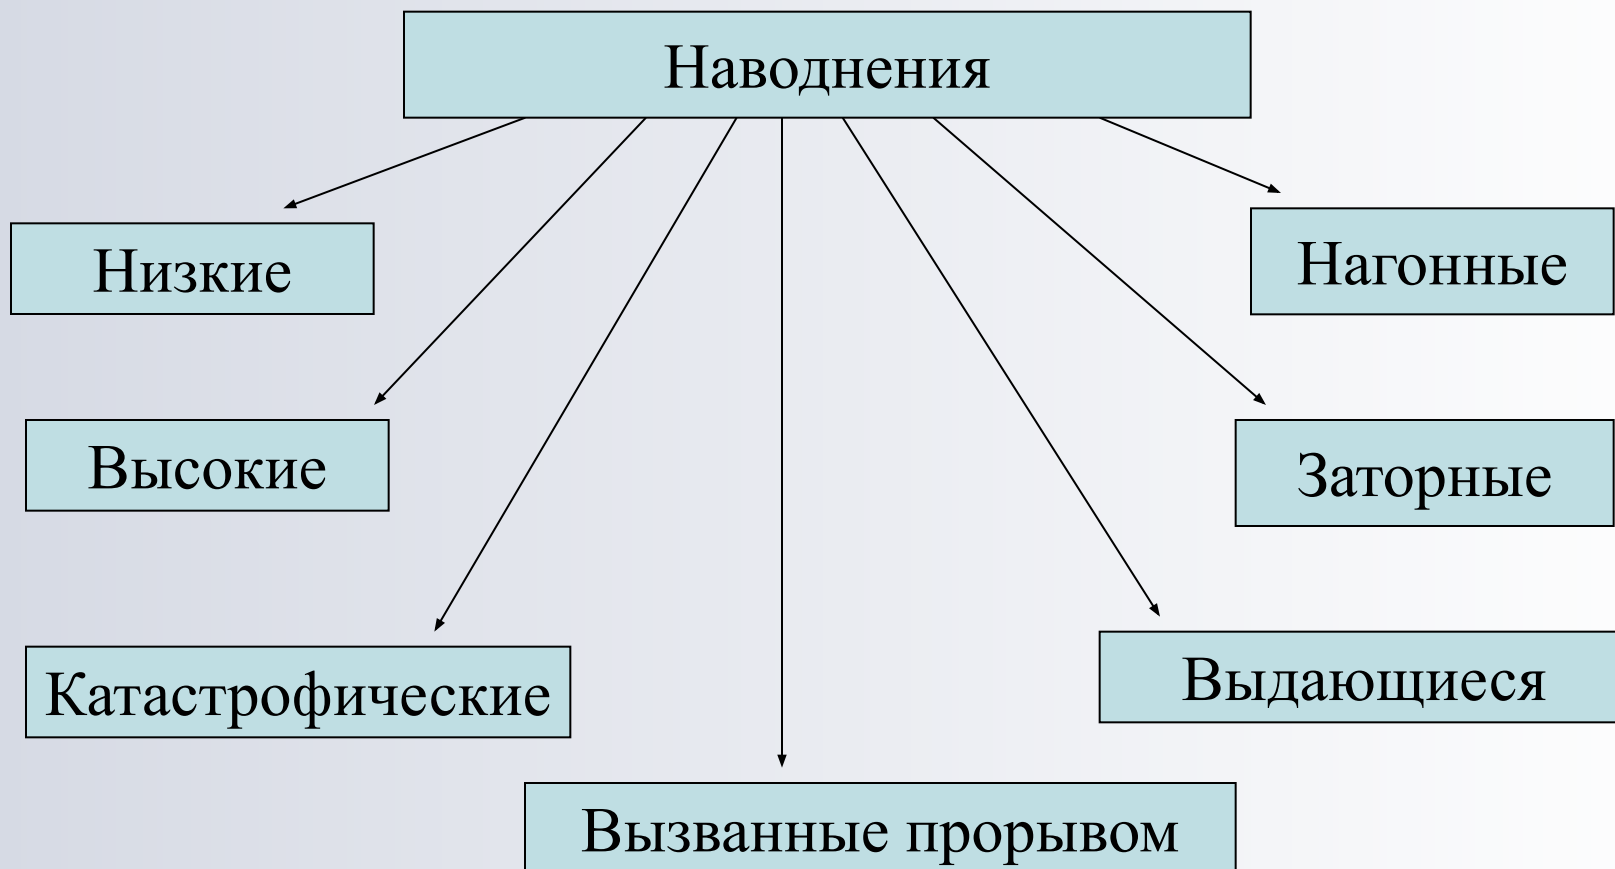 Наводнения
Низкие
Нагонные
Высокие
Заторные
Катастрофические
Выдающиеся
Вызванные прорывом